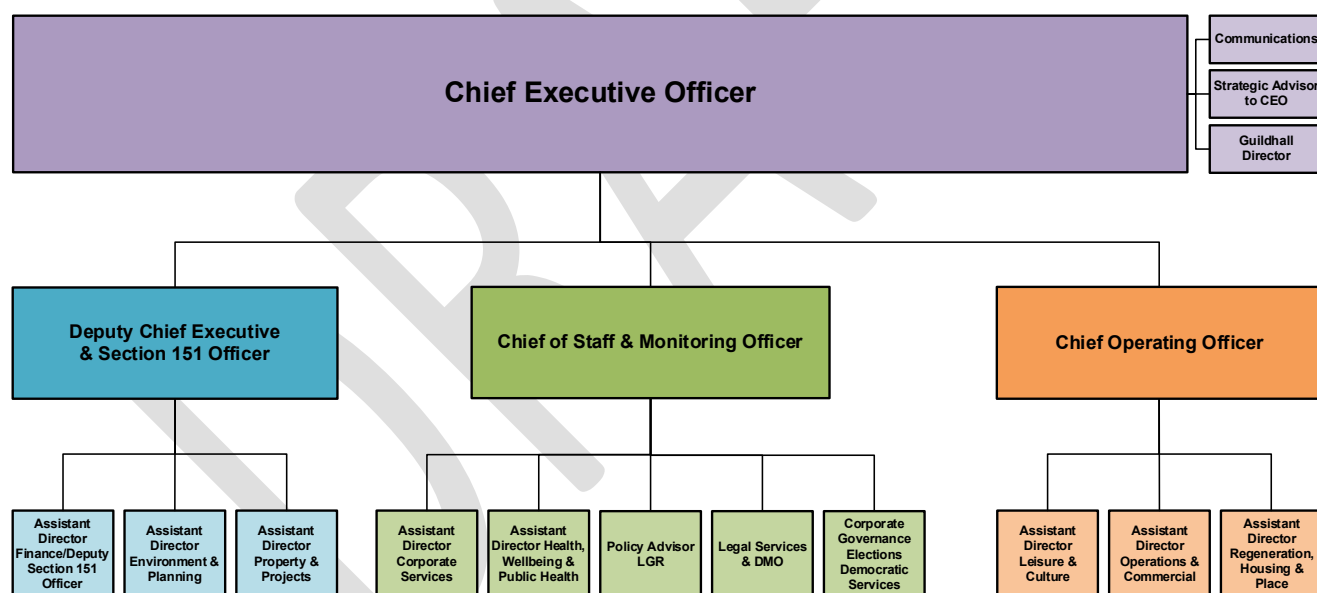 Chief Executive Officer
Communications
Strategic Advisor
to CEO
Guildhall
Director
Deputy Chief Executive
& Section 151 Officer
Chief of Staff & Monitoring Officer
Chief Operating Officer
Assistant
Director
Finance/Deputy
Section 151
Officer
Assistant
Director
Environment &
Planning
Assistant
Director
Property &
Projects
Assistant
Director
Corporate
Services
Assistant
Director Health,
Wellbeing &
Public Health
Policy Advisor
LGR
Legal Services
& DMO
Corporate
Governance
Elections
Democratic
Services
Assistant
Director
Leisure &
Culture
Assistant
Director
Operations &
Commercial
Assistant
Director
Regeneration,
Housing &
Place